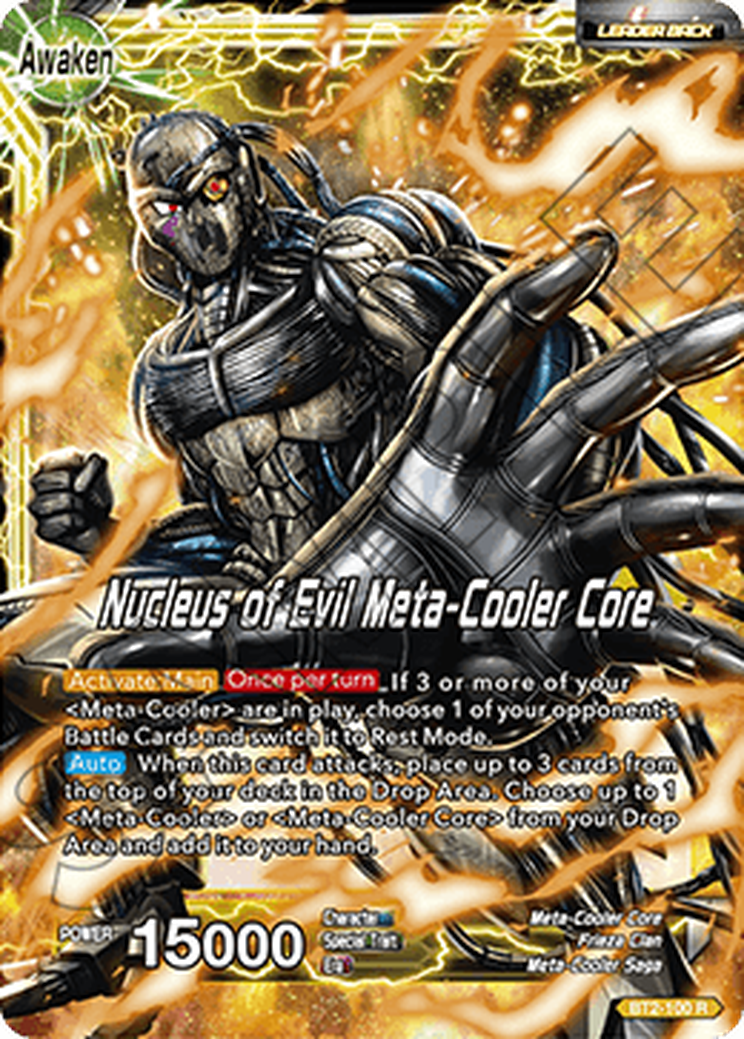 Awaken
LEADER BACK
Nucleus of Evil Meta-Cooler Core
Activate:Main Once per turn If 3 or more of your
<Meta-Cooler> are in play, choose 1 of your opponent's
Battle Cards and switch it to Rest Mode.
Auto When this card attacks, place up to 3 cards from
the top of your deck in the Drop Area. Choose up to 1
<Meta-Cooler> or <Meta-Cooler Core> from your Drop
Area and add it to your hand.
POWER 15000
Character Meta-Cooler Core
Special Trait Frieza Clan
Era Meta-Cooler Saga
BT2-100 R